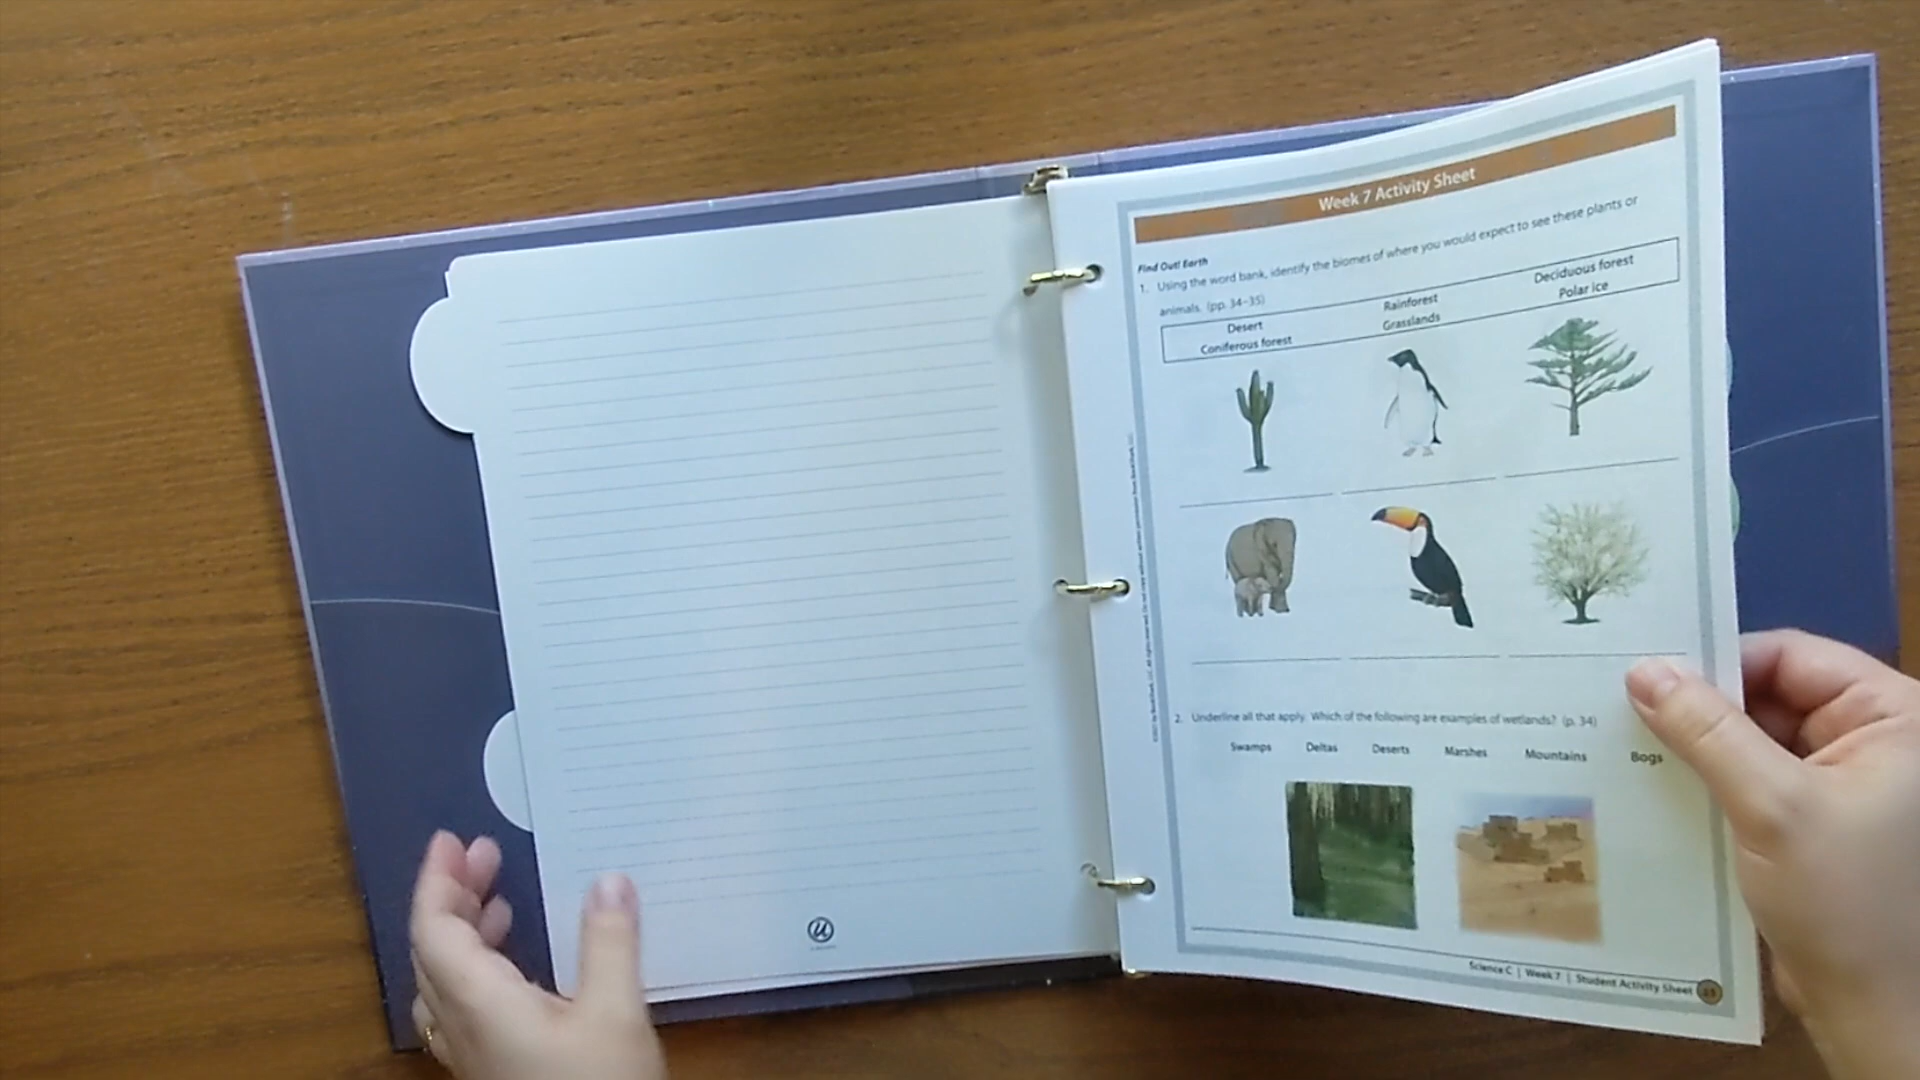 Week 7 Activity Sheet
Find Out! Earth
1. Using the word bank, identify the biomes of where you would expect to see these plants or
animals. (pp. 34–35)
Desert Rainforest Deciduous forest
Coniferous forest Grasslands Polar ice
2. Underline all that apply. Which of the following are examples of wetlands? (p. 34)
Swamps Deltas Deserts Marshes Mountains Bogs
Science C | Week 7 | Student Activity Sheet